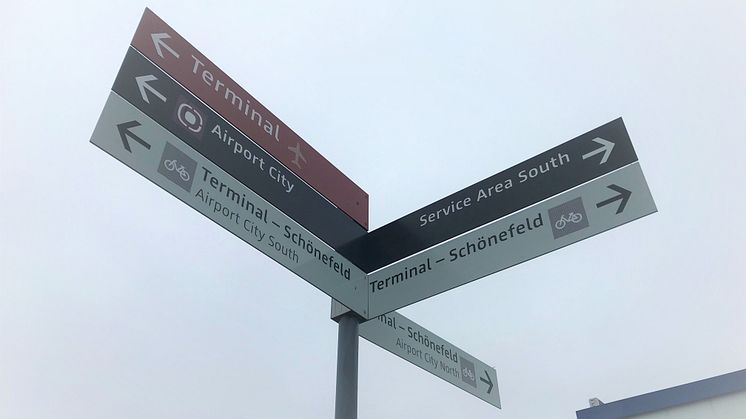 Terminal
Airport City
Terminal – Schönefeld
Airport City South
Service Area South
Terminal – Schönefeld
– Schönefeld
Airport City North